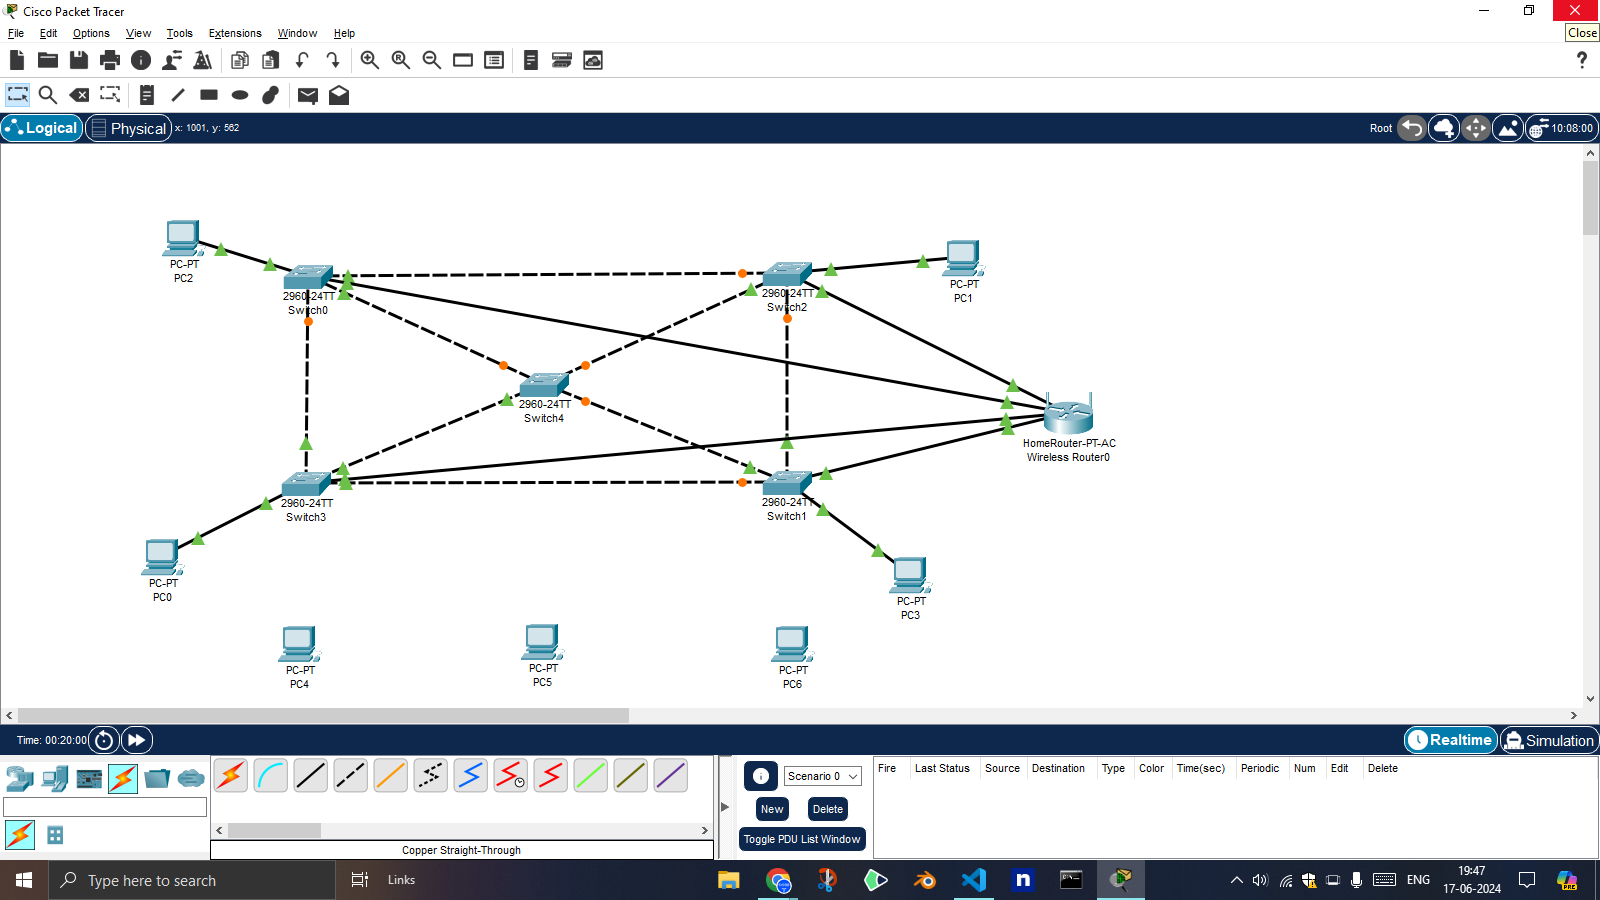 Cisco Packet Tracer
Close
File Edit Options View Tools Extensions Window Help
?
Logical Physical x: 1001, y: 562 Root 10:08:00
PC-PT
PC2
2960-24TT
Switch0
2960-24TT
Switch2
PC-PT
PC1
2960-24TT
Switch4
HomeRouter-PT-AC
Wireless Router0
2960-24TT
Switch3
2960-24TT
Switch1
PC-PT
PC0
PC-PT
PC3
PC-PT
PC4
PC-PT
PC5
PC-PT
PC6
Time: 00:20:00 Realtime Simulation
Scenario 0
New Delete
Toggle PDU List Window
Fire Last Status Source Destination Type Color Time(sec) Periodic Num Edit Delete
Copper Straight-Through
Type here to search Links
ENG
19:47
17-06-2024